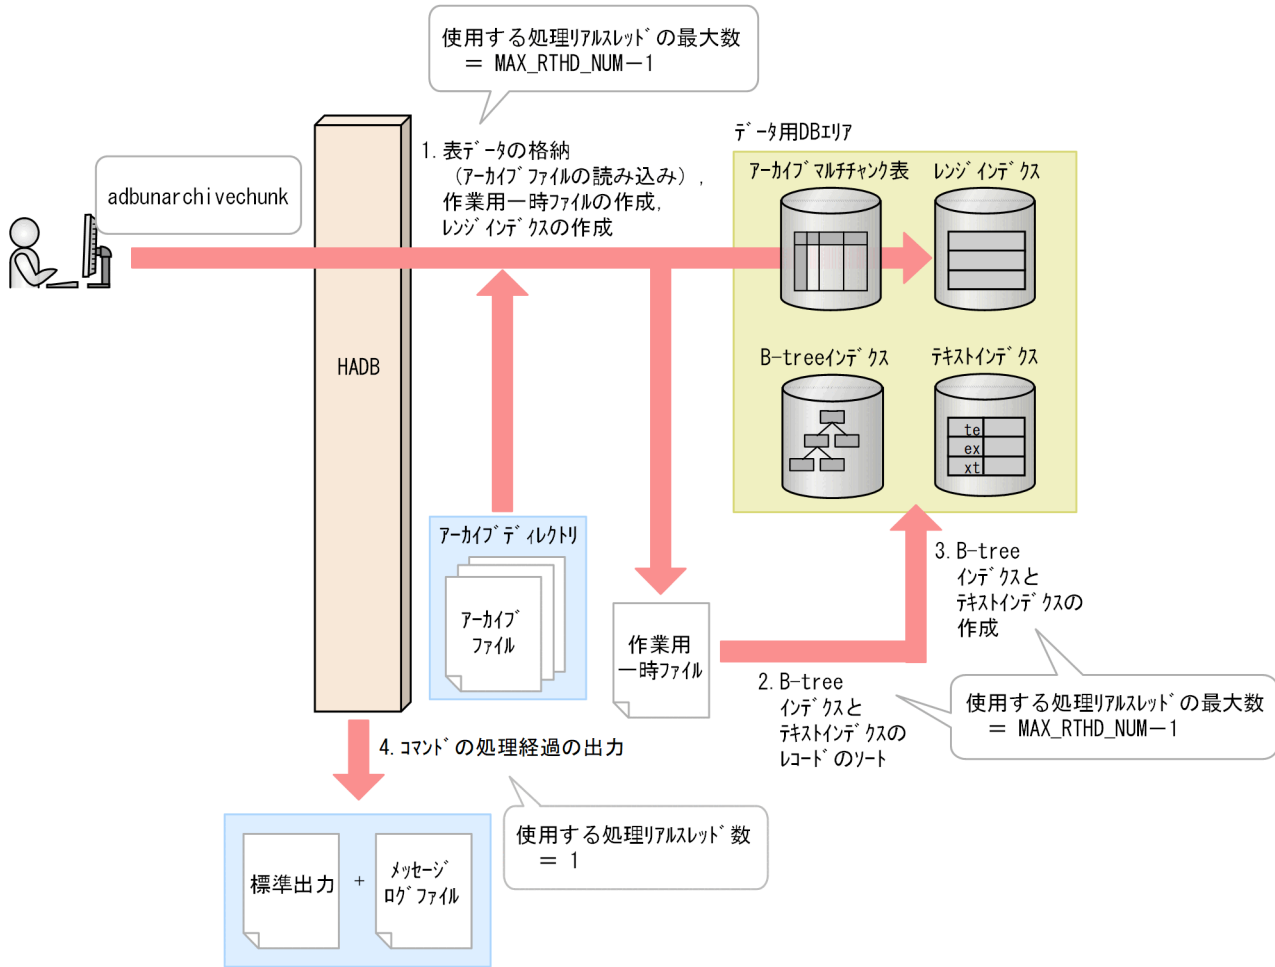 使用する処理リアルスレッドの最大数
= MAX_RTHD_NUM－1
データ用DBエリア
1. 表データの格納
（アーカイブファイルの読み込み）,
作業用一時ファイルの作成,
レンジインデクスの作成
アーカイブマルチチャンク表
レンジインデクス
adbunarchivechunk
HADB
B-treeインデクス
テキストインデクス
te
ex
xt
アーカイブディレクトリ
アーカイブ
ファイル
作業用
一時ファイル
3. B-tree
インデクスと
テキストインデクスの
作成
2. B-tree
インデクスと
テキストインデクスの
レコードのソート
使用する処理リアルスレッドの最大数
= MAX_RTHD_NUM－1
4. コマンドの処理経過の出力
使用する処理リアルスレッド数
= 1
標準出力
+
メッセージ
ログファイル